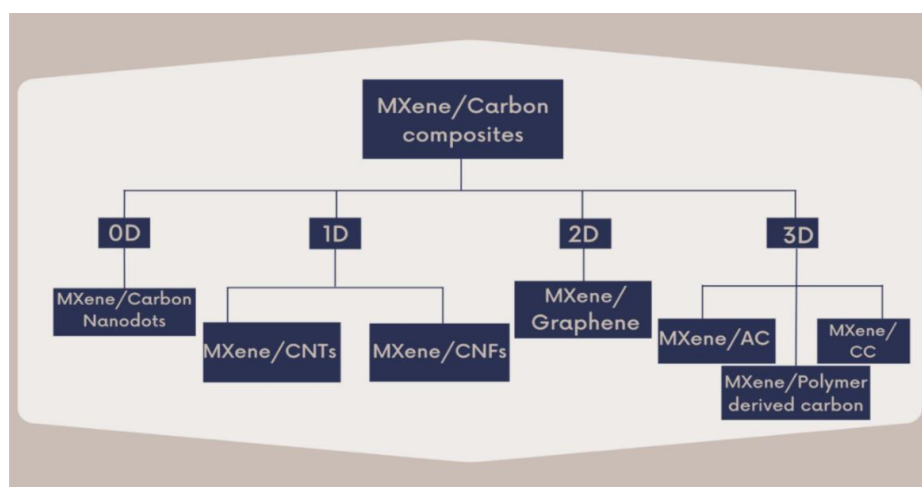 MXene/Carbon
composites
0D
1D
2D
3D
MXene/Carbon
Nanodots
MXene/CNTs
MXene/CNFs
MXene/
Graphene
MXene/AC
MXene/
CC
MXene/Polymer
derived carbon